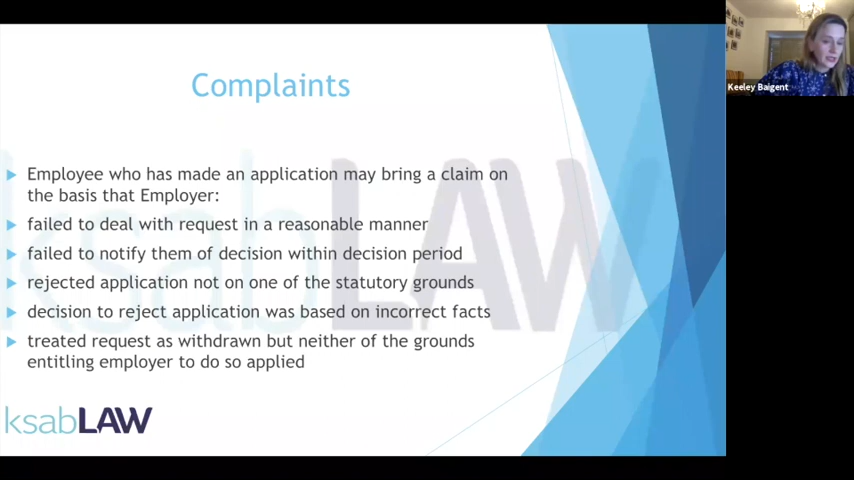 Complaints
Employee who has made an application may bring a claim on
the basis that Employer:
failed to deal with request in a reasonable manner
failed to notify them of decision within decision period
rejected application not on one of the statutory grounds
decision to reject application was based on incorrect facts
treated request as withdrawn but neither of the grounds
entitling employer to do so applied
ksabLAW
ksabLAW
Keeley Baigent